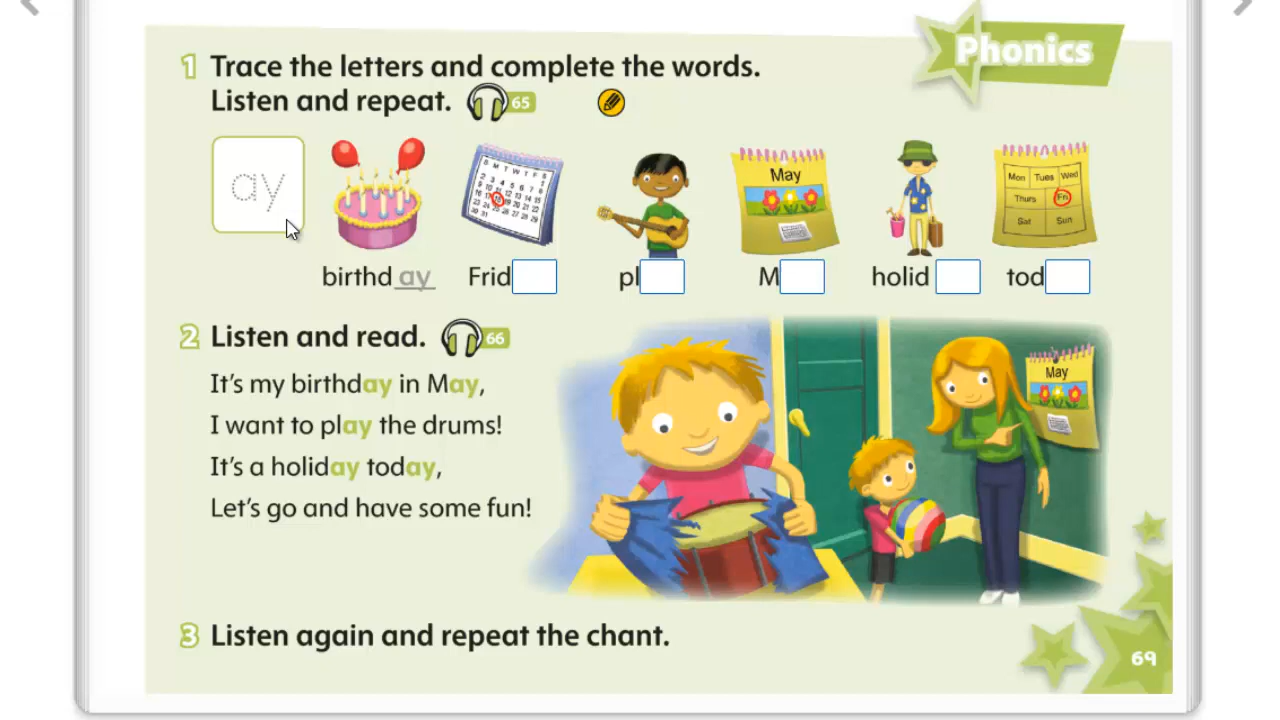 Phonics
1 Trace the letters and complete the words.
Listen and repeat. 65
ay
May
Mon Tues Wed
Thurs Fri
Sat Sun
birthd ay Frid pl M holid tod
2 Listen and read. 66
It's my birthday in May,
I want to play the drums!
It's a holiday today,
Let's go and have some fun!
May
3 Listen again and repeat the chant.
69